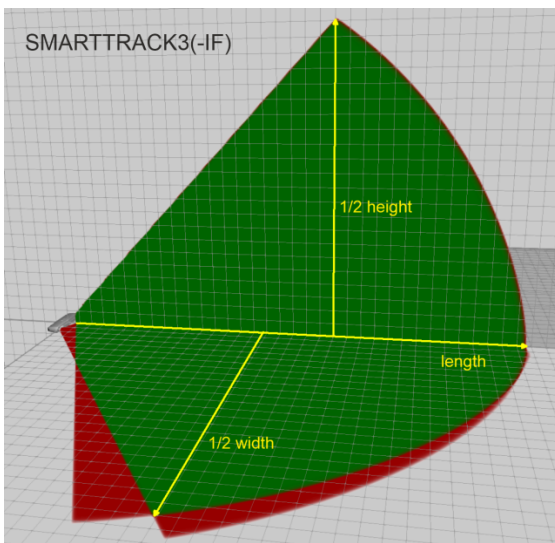 SMARTTRACK3(-IF)
1/2 height
length
1/2 width